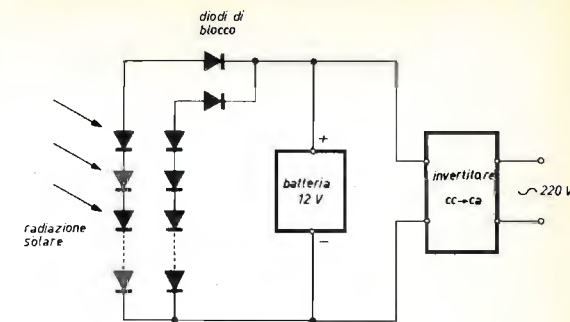 diodi di
blocco
+
batteria
12 V
−
invertitore
cc→ca
~220 V
radiazione
solare